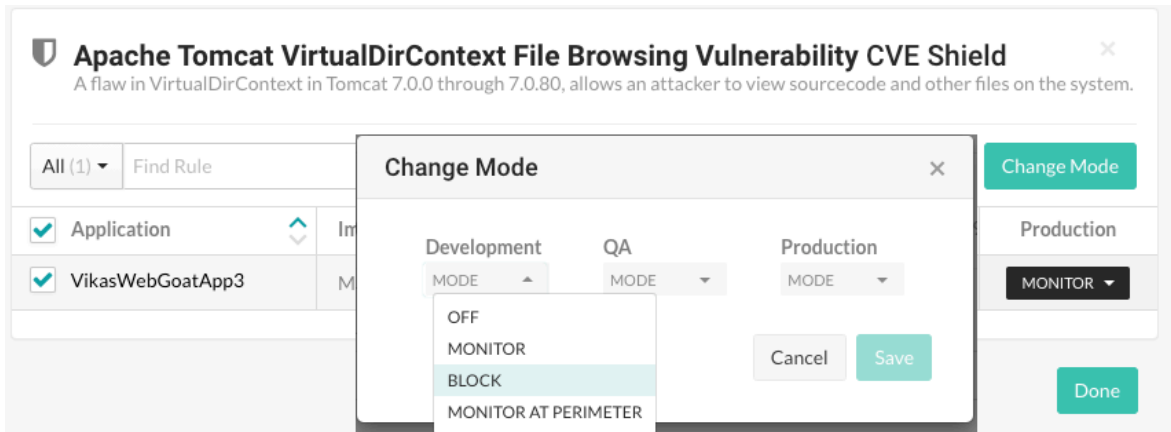 Apache Tomcat VirtualDirContext File Browsing Vulnerability CVE Shield
A flaw in VirtualDirContext in Tomcat 7.0.0 through 7.0.80, allows an attacker to view sourcecode and other files on the system.
All (1) Find Rule
Change Mode
Change Mode
Application
Production
VikasWebGoatApp3
MONITOR
Development QA Production
MODE MODE MODE
OFF
MONITOR
BLOCK
MONITOR AT PERIMETER
Cancel Save
Done